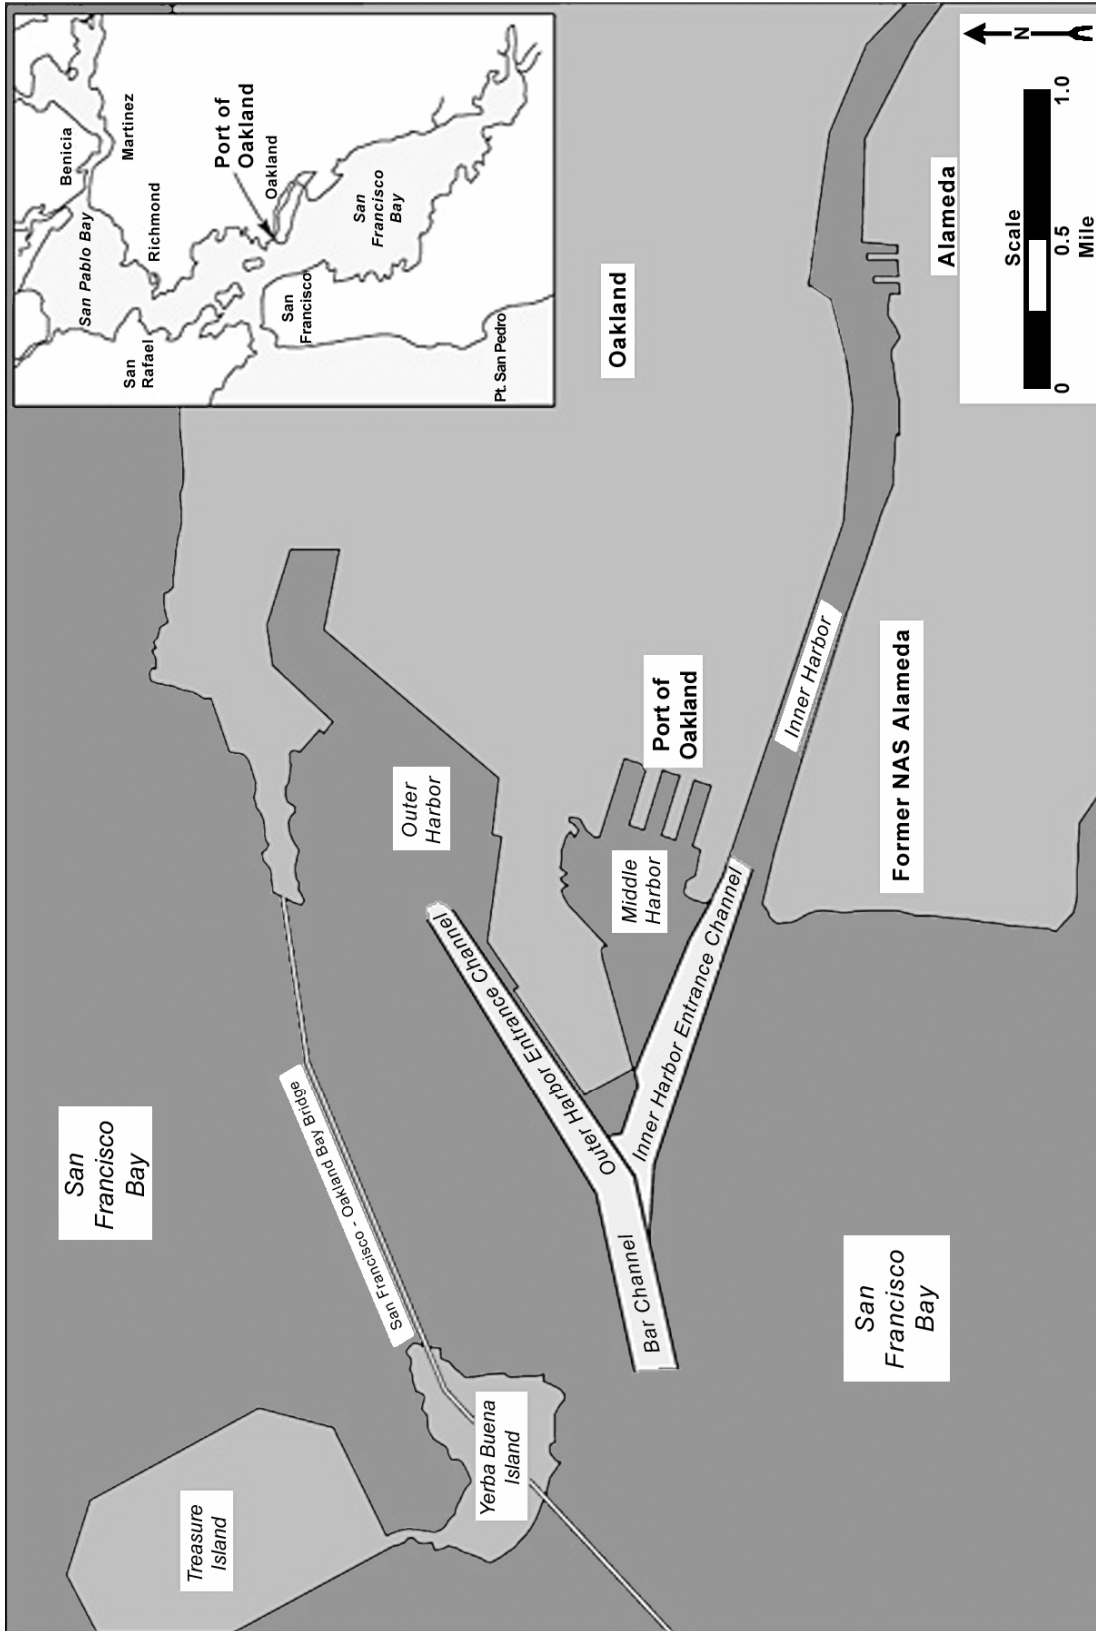 San
Francisco
Bay
Treasure
Island
Yerba Buena
Island
San Francisco - Oakland Bay Bridge
Outer
Harbor
Outer Harbor Entrance Channel
Bar Channel
Inner Harbor Entrance Channel
Middle
Harbor
Port of
Oakland
Inner Harbor
Former NAS Alameda
San
Francisco
Bay
Oakland
Alameda
Benicia
Martinez
San Pablo Bay
Richmond
San
Rafael
Port of
Oakland
Oakland
San
Francisco
San
Francisco
Bay
Pt. San Pedro
N
Scale
0 0.5 1.0
Mile